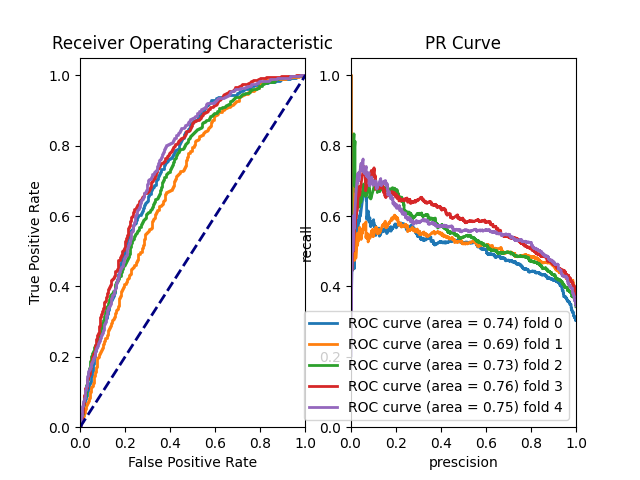 Receiver Operating Characteristic
PR Curve
1.0
0.8
0.6
0.4
0.2
0.0
True Positive Rate
0.0 0.2 0.4 0.6 0.8 1.0
False Positive Rate
1.0
0.8
0.6
0.4
0.2
0.0
recall
0.0 0.2 0.4 0.6 0.8 1.0
prescision
ROC curve (area = 0.74) fold 0
ROC curve (area = 0.69) fold 1
ROC curve (area = 0.73) fold 2
ROC curve (area = 0.76) fold 3
ROC curve (area = 0.75) fold 4